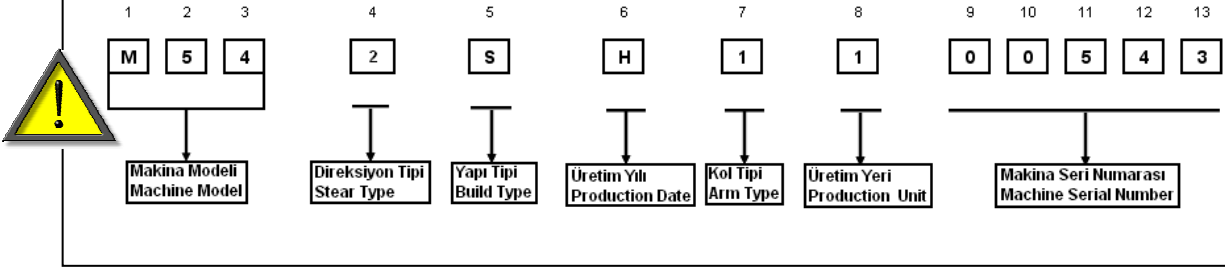 1 2 3 4 5 6 7 8 9 10 11 12 13
M 5 4 2 S H 1 1 0 0 5 4 3
Makina Modeli
Machine Model
Direksiyon Tipi
Stear Type
Yapı Tipi
Build Type
Üretim Yılı
Production Date
Kol Tipi
Arm Type
Üretim Yeri
Production Unit
Makina Seri Numarası
Machine Serial Number